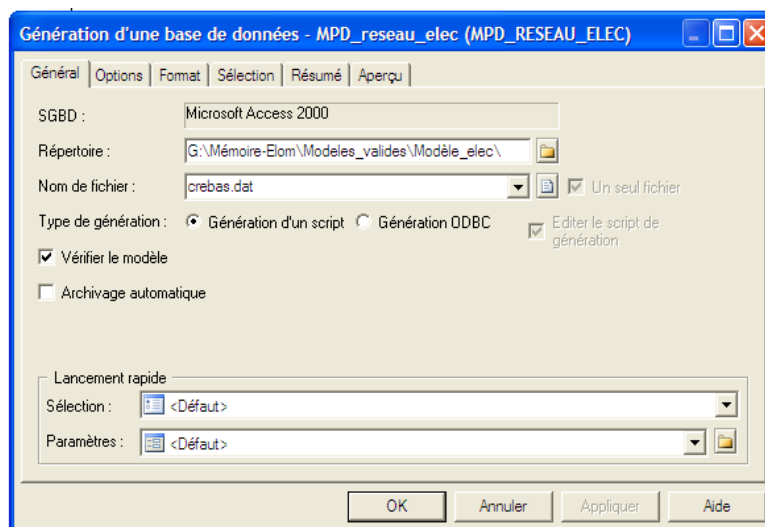 Génération d'une base de données - MPD_reseau_elec (MPD_RESEAU_ELEC)
Général Options Format Sélection Résumé Aperçu
SGBD : Microsoft Access 2000
Répertoire : G:\Mémoire-Elom\Modeles_valides\Modèle_elec\
Nom de fichier : crebas.dat Un seul fichier
Type de génération : Génération d'un script Génération ODBC Editer le script de
génération
Vérifier le modèle
Archivage automatique
Lancement rapide
Sélection : <Défaut>
Paramètres : <Défaut>
OK Annuler Appliquer Aide